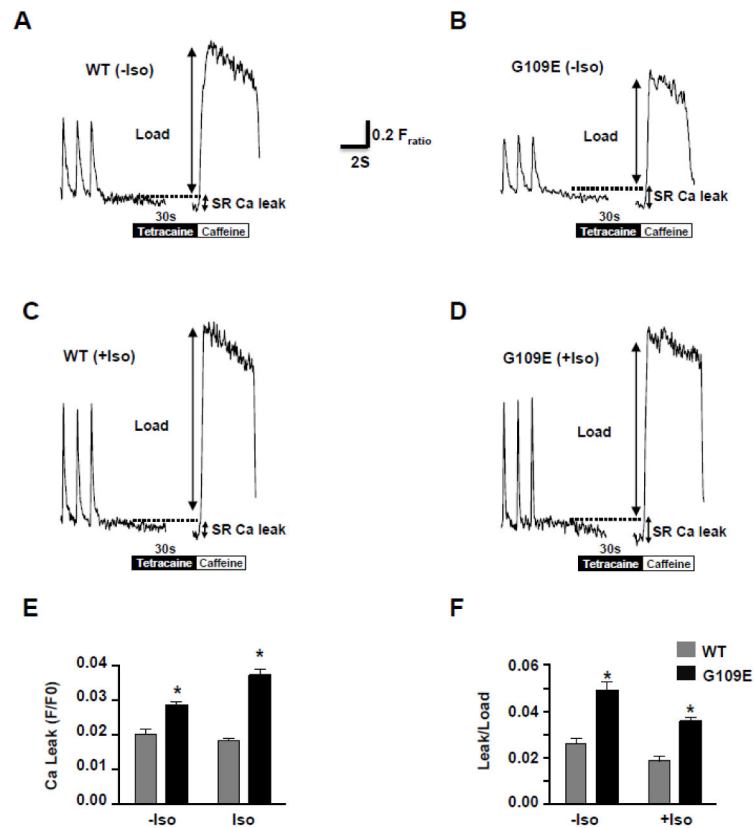 A
WT (-Iso)
Load
SR Ca leak
30s
Tetracaine Caffeine
0.2 Fratio
2S
B
G109E (-Iso)
Load
SR Ca leak
30s
Tetracaine Caffeine
C
WT (+Iso)
Load
SR Ca leak
30s
Tetracaine Caffeine
D
G109E (+Iso)
Load
SR Ca leak
30s
Tetracaine Caffeine
E
Ca Leak (F/F0)
0.04
0.03
0.02
0.01
0.00
*
*
-Iso Iso
F
WT
G109E
Leak/Load
0.06
0.04
0.02
0.00
*
*
-Iso +Iso